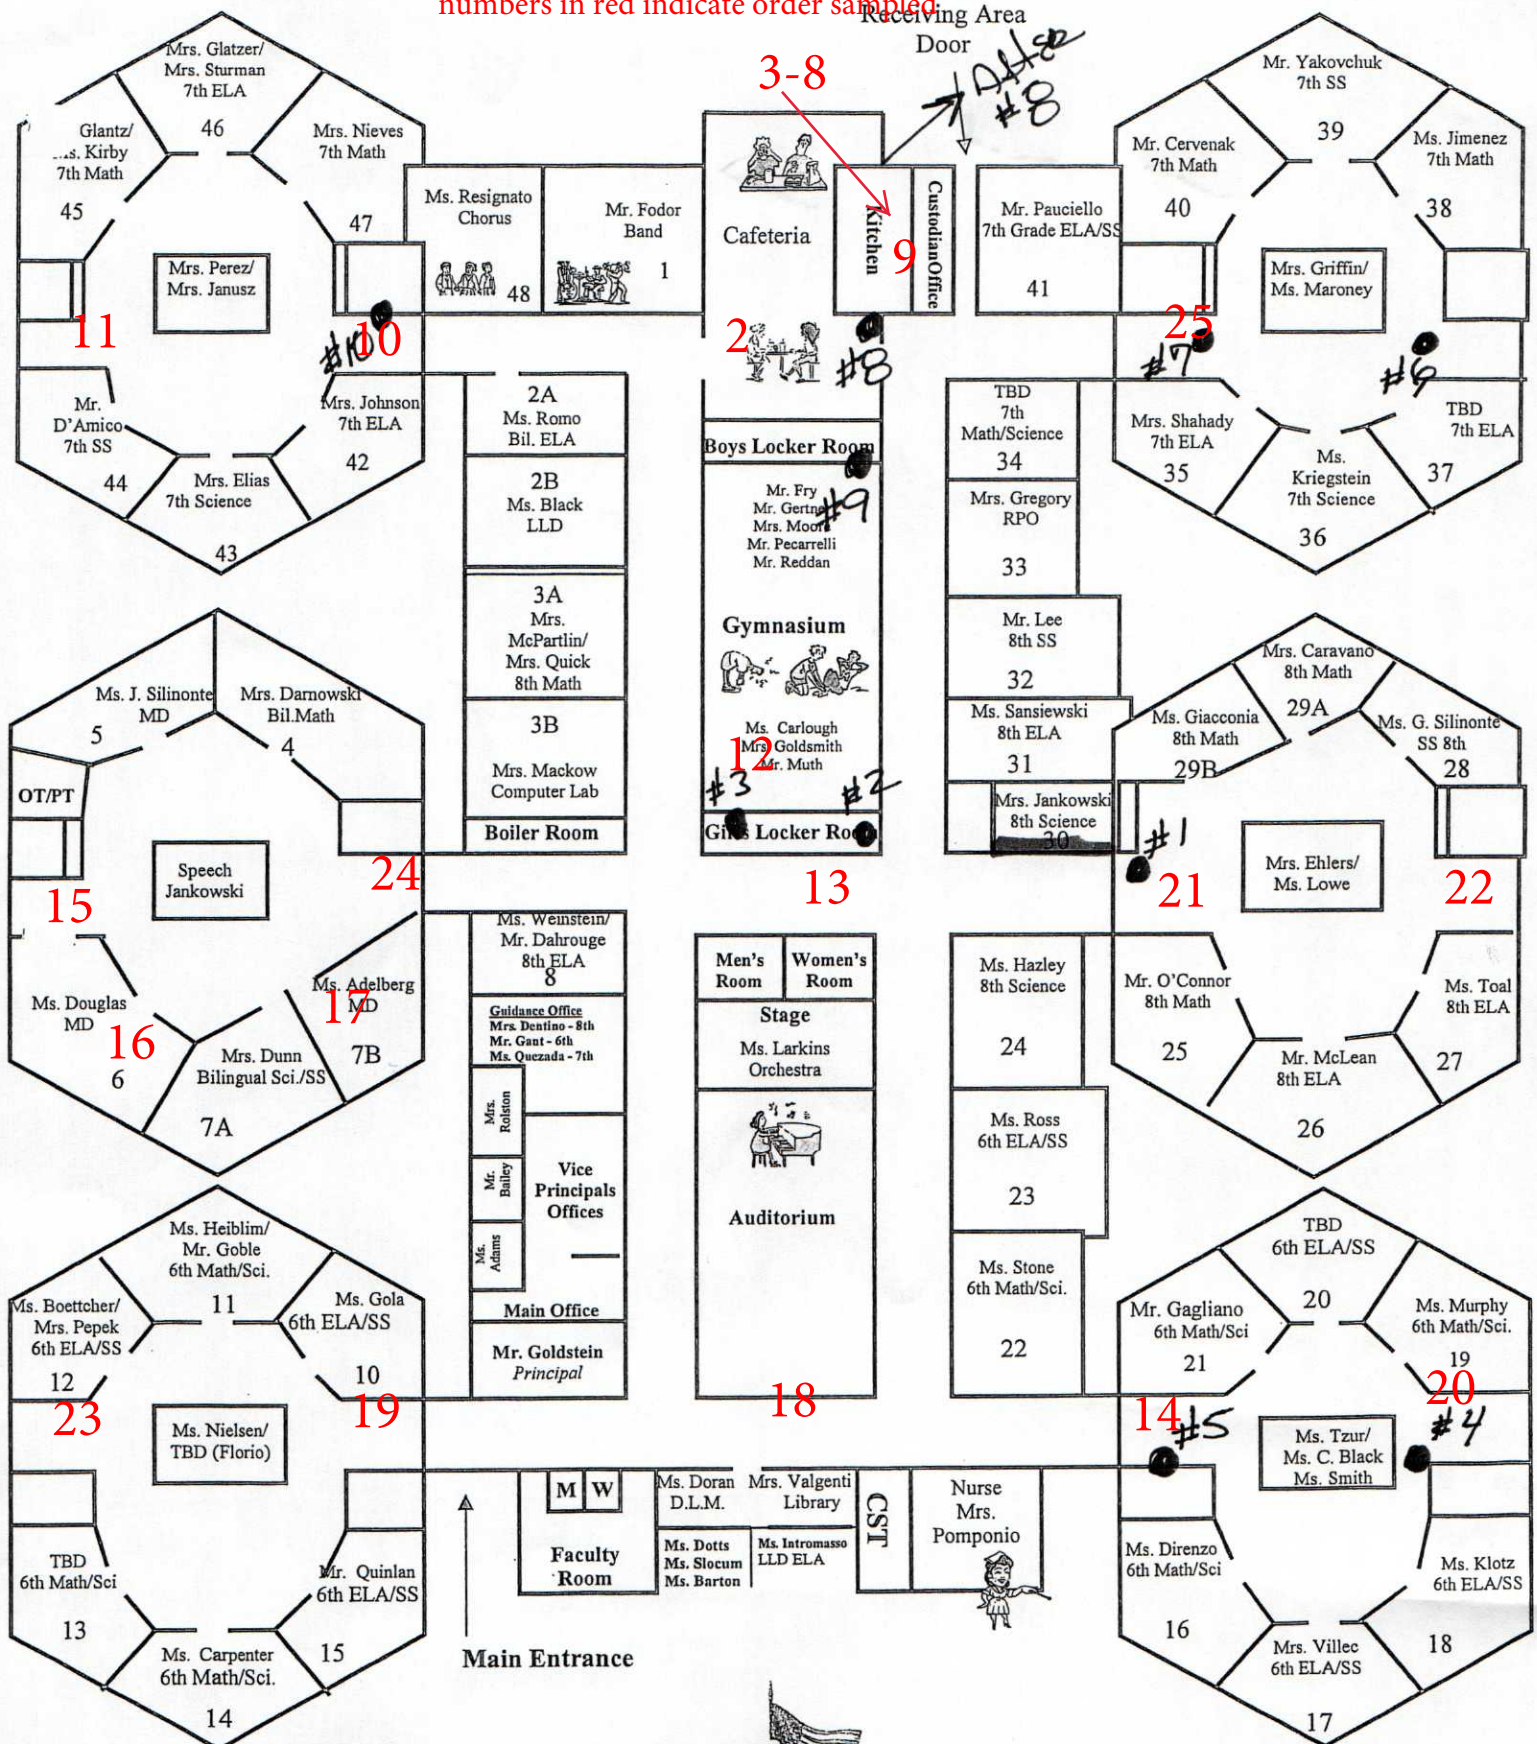 numbers in red indicate order sampled
Receiving Area
Door
After
#8
3-8
Mrs. Glatzer/
Mrs. Sturman
7th ELA
46
Glantz/
Kirby
7th Math
45
Mrs. Nieves
7th Math
47
Mrs. Perez/
Mrs. Janusz
11
10
#10
Mr.
D'Amico
7th SS
44
Mrs. Elias
7th Science
43
Mrs. Johnson
7th ELA
42
Ms. Resignato
Chorus
48
Mr. Fodor
Band
1
Cafeteria
2
Kitchen
9
Custodian Office
#8
Mr. Pauciello
7th Grade ELA/SS
41
Mr. Yakovchuk
7th SS
39
Mr. Cervenak
7th Math
40
Ms. Jimenez
7th Math
38
Mrs. Griffin/
Ms. Maroney
25
#7
#6
Mrs. Shahady
7th ELA
35
Ms.
Kriegstein
7th Science
36
TBD
7th ELA
37
2A
Ms. Romo
Bil. ELA
2B
Ms. Black
LLD
3A
Mrs.
McPartlin/
Mrs. Quick
8th Math
3B
Mrs. Mackow
Computer Lab
Boiler Room
Boys Locker Room
#9
Mr. Fry
Mr. Gertner
Mrs. Moore
Mr. Pecarrelli
Mr. Reddan
Gymnasium
Ms. Carlough
Mrs. Goldsmith
Mr. Muth
12
#3
#2
Girls Locker Room
13
TBD
7th
Math/Science
34
Mrs. Gregory
RPO
33
Mr. Lee
8th SS
32
Ms. Sansiewski
8th ELA
31
Mrs. Jankowski
8th Science
30
#1
Ms. J. Silinonte
MD
5
Mrs. Darnowski
Bil.Math
4
OT/PT
Speech
Jankowski
24
15
Ms. Douglas
MD
16
6
Mrs. Dunn
Bilingual Sci./SS
7A
Ms. Adelberg
MD
17
7B
Mrs. Caravano
8th Math
29A
Ms. Giacconia
8th Math
29B
Ms. G. Silinonte
SS 8th
28
Mrs. Ehlers/
Ms. Lowe
21
22
Mr. O'Connor
8th Math
25
Mr. McLean
8th ELA
26
Ms. Toal
8th ELA
27
Ms. Weinstein/
Mr. Dahrouge
8th ELA
8
Guidance Office
Mrs. Dentino - 8th
Mr. Gant - 6th
Ms. Quezada - 7th
Mrs.
Rolston
Mr.
Bailey
Ms.
Adams
Vice
Principals
Offices
Main Office
Mr. Goldstein
Principal
Men's
Room
Women's
Room
Stage
Ms. Larkins
Orchestra
Auditorium
18
Ms. Hazley
8th Science
24
Ms. Ross
6th ELA/SS
23
Ms. Stone
6th Math/Sci.
22
Ms. Heiblim/
Mr. Goble
6th Math/Sci.
11
Ms. Boettcher/
Mrs. Pepek
6th ELA/SS
12
23
Ms. Gola
6th ELA/SS
10
19
Ms. Nielsen/
TBD (Florio)
TBD
6th Math/Sci
13
Ms. Carpenter
6th Math/Sci.
14
Mr. Quinlan
6th ELA/SS
15
TBD
6th ELA/SS
20
Mr. Gagliano
6th Math/Sci
21
14
#5
Ms. Murphy
6th Math/Sci.
19
20
#4
Ms. Tzur/
Ms. C. Black
Ms. Smith
Ms. Direnzo
6th Math/Sci
16
Mrs. Villec
6th ELA/SS
17
Ms. Klotz
6th ELA/SS
18
Main Entrance
M W
Faculty
Room
Ms. Doran
D.L.M.
Mrs. Valgenti
Library
Ms. Dotts
Ms. Slocum
Ms. Barton
Ms. Intromasso
LLD ELA
CST
Nurse
Mrs.
Pomponio